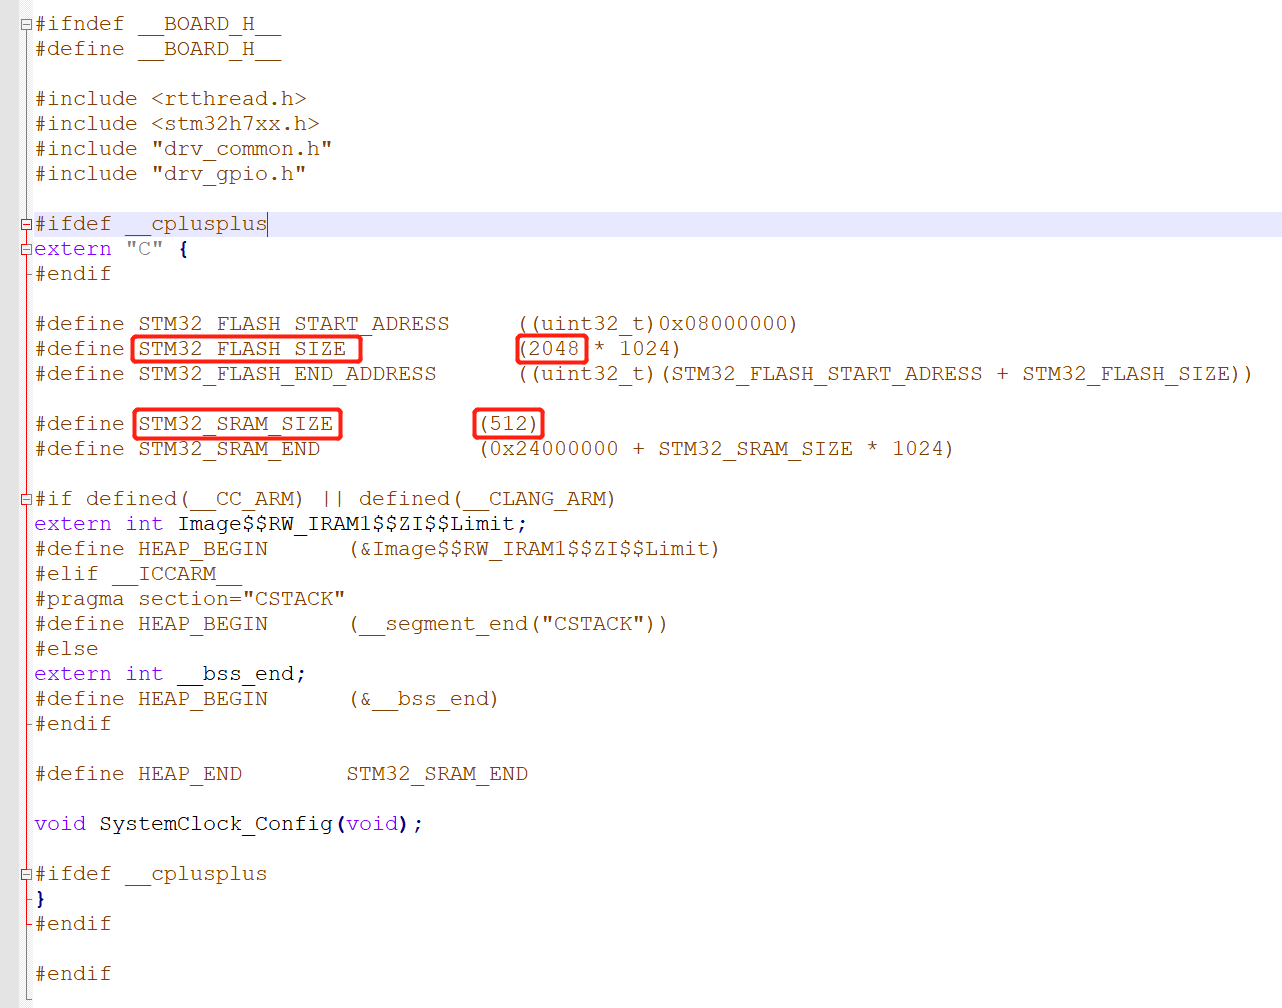 #ifndef __BOARD_H__
#define __BOARD_H__
#include <rtthread.h>
#include <stm32h7xx.h>
#include "drv_common.h"
#include "drv_gpio.h"
#ifdef __cplusplus
extern "C" {
#endif
#define STM32_FLASH_START_ADRESS ((uint32_t)0x08000000)
#define STM32_FLASH_SIZE (2048 * 1024)
#define STM32_FLASH_END_ADDRESS ((uint32_t)(STM32_FLASH_START_ADRESS + STM32_FLASH_SIZE))
#define STM32_SRAM_SIZE (512)
#define STM32_SRAM_END (0x24000000 + STM32_SRAM_SIZE * 1024)
#if defined(__CC_ARM) || defined(__CLANG_ARM)
extern int Image$$RW_IRAM1$$ZI$$Limit;
#define HEAP_BEGIN (&Image$$RW_IRAM1$$ZI$$Limit)
#elif __ICCARM__
#pragma section="CSTACK"
#define HEAP_BEGIN (__segment_end("CSTACK"))
#else
extern int __bss_end;
#define HEAP_BEGIN (&__bss_end)
#endif
#define HEAP_END STM32_SRAM_END
void SystemClock_Config(void);
#ifdef __cplusplus
}
#endif
#endif